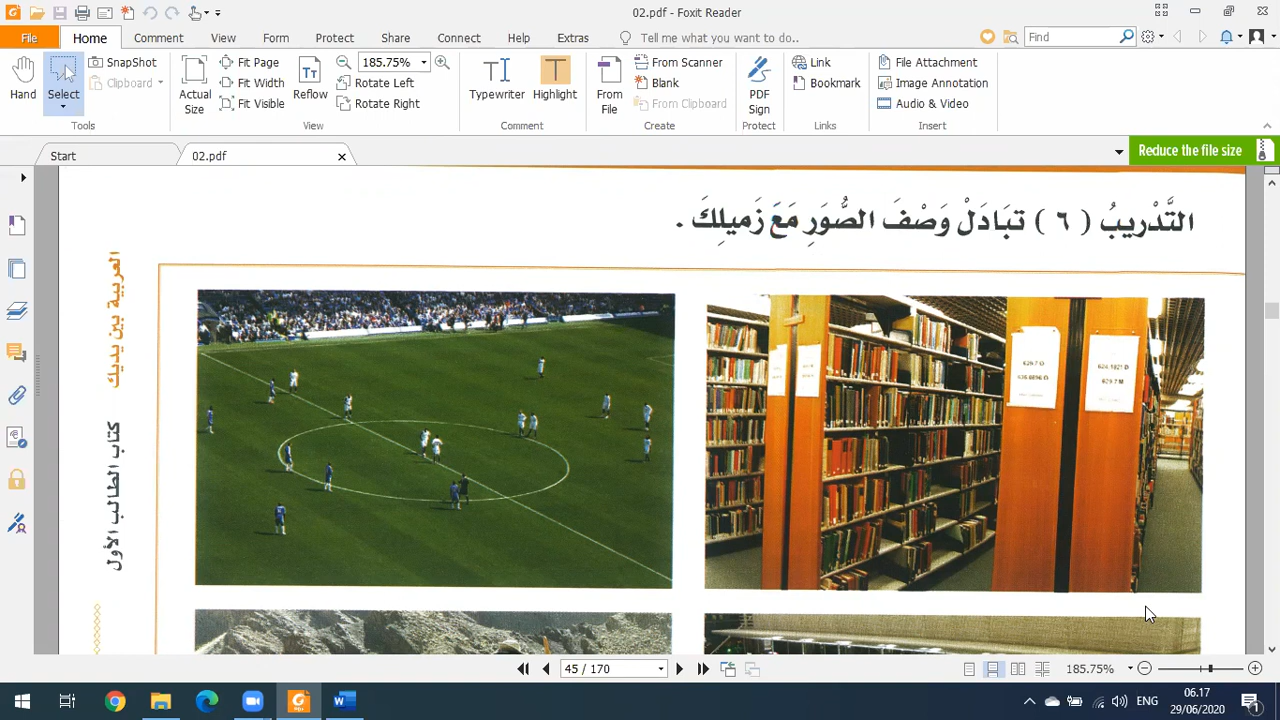 02.pdf - Foxit Reader
File
Home
Comment
View
Form
Protect
Share
Connect
Help
Extras
Tell me what you want to do..
Find
Hand
Select
SnapShot
Clipboard
Tools
Actual Size
Fit Page
Fit Width
Fit Visible
Reflow
185.75%
Rotate Left
Rotate Right
View
Typewriter
Highlight
Comment
From File
From Scanner
Blank
From Clipboard
Create
PDF Sign
Protect
Link
Bookmark
Links
File Attachment
Image Annotation
Audio & Video
Insert
Start
02.pdf
Reduce the file size
التَّدْريبُ ( ٦ ) تبَادَلْ وَصْفَ الصُّوَرِ مَعَ زَميلِكَ .
العربية بين يديك
كتاب الطالب الأول
45 / 170
185.75%
ENG
06.17
29/06/2020